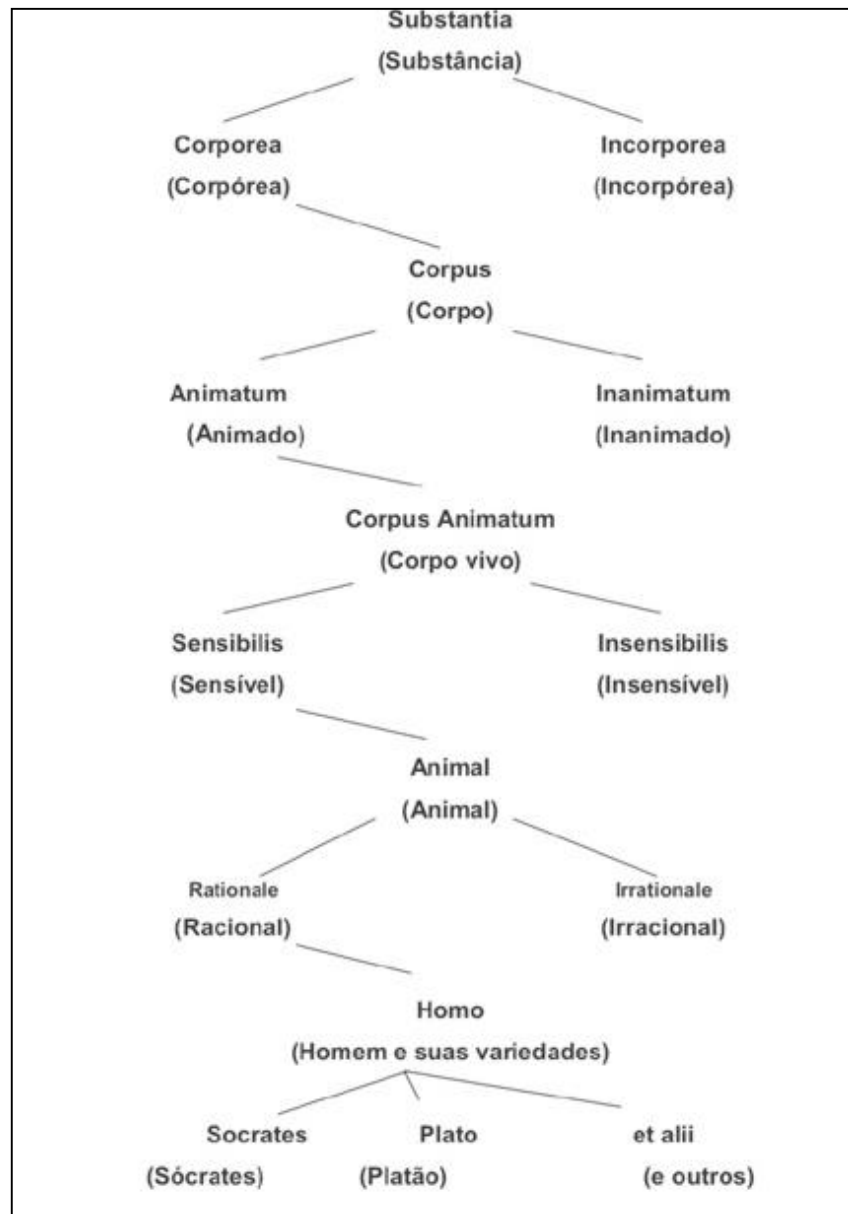 Substantia
(Substância)
Corporea Incorporea
(Corpórea) (Incorpórea)
Corpus
(Corpo)
Animatum Inanimatum
(Animado) (Inanimado)
Corpus Animatum
(Corpo vivo)
Sensibilis Insensibilis
(Sensível) (Insensível)
Animal
(Animal)
Rationale Irrationale
(Racional) (Irracional)
Homo
(Homem e suas variedades)
Socrates Plato et alii
(Sócrates) (Platão) (e outros)